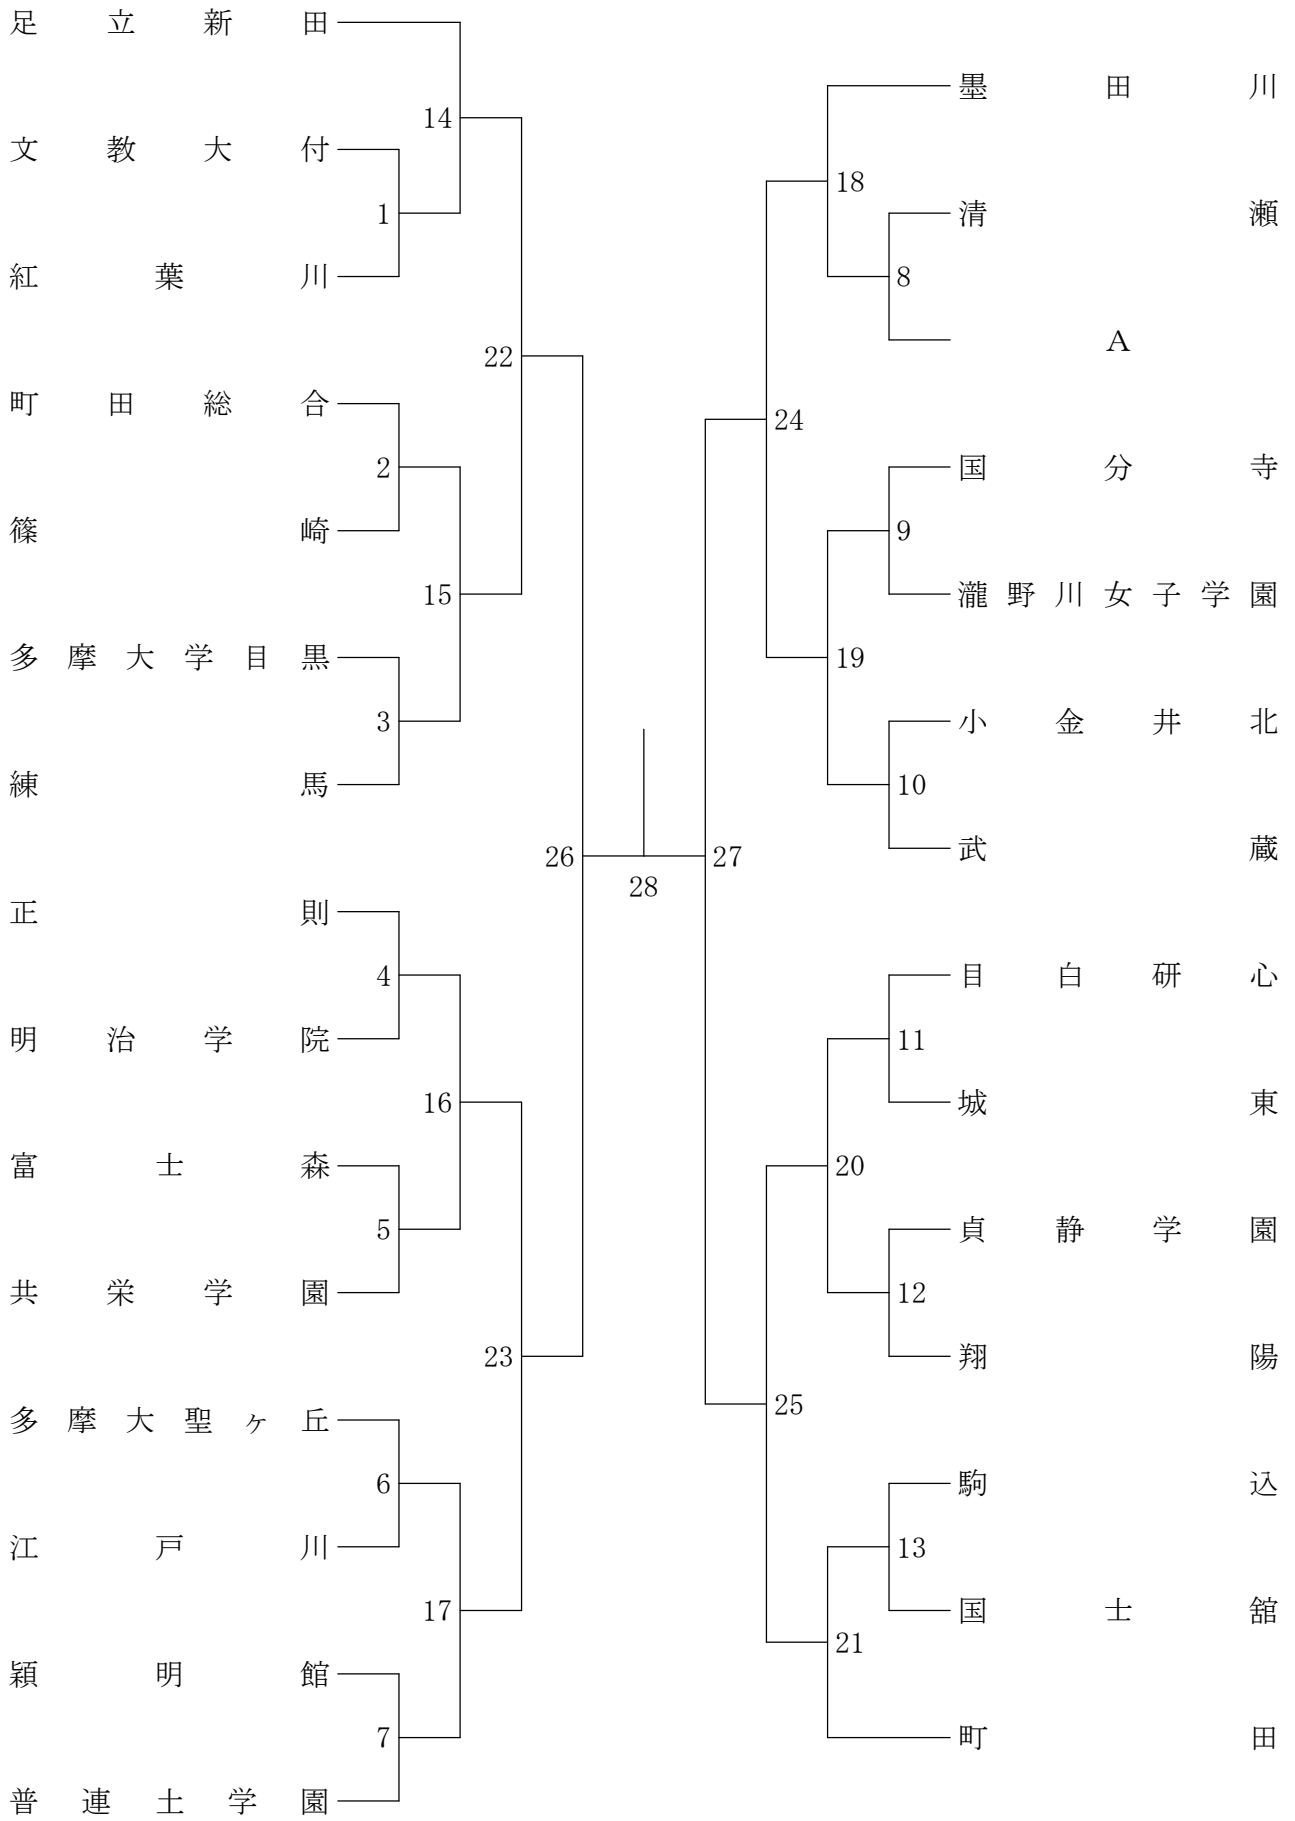 足立新田
14
文教大付
1
紅葉川
22
町田総合
2
篠崎
15
多摩大学目黒
3
練馬
26
正則
4
明治学院
16
富士森
5
共栄学園
23
多摩大聖ヶ丘
6
江戸川
17
穎明館
7
普連土学園
28
墨田川
18
清瀬
8
A
24
国分寺
9
瀧野川女子学園
19
小金井北
10
武蔵
27
目白研心
11
城東
20
貞静学園
12
翔陽
25
駒込
13
国士舘
21
町田